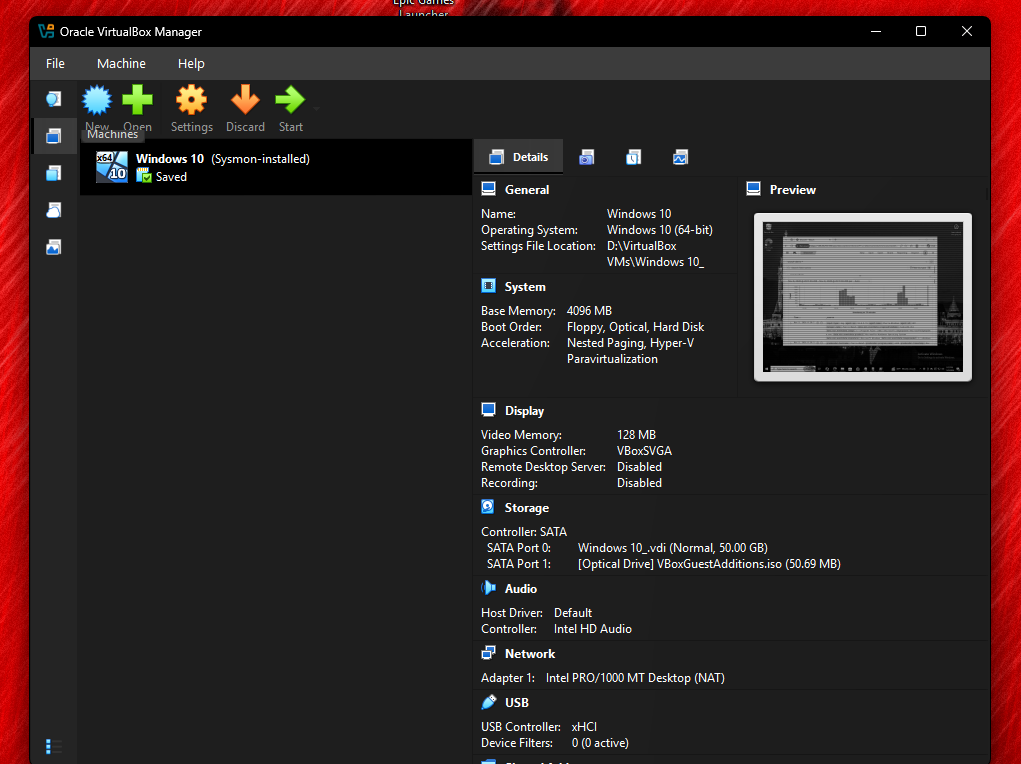 Epic Games
Launcher
Oracle VirtualBox Manager
File Machine Help
New Open Settings Discard Start
Machines
x64
10
Windows 10 (Sysmon-installed)
Saved
Details
General
Name: Windows 10
Operating System: Windows 10 (64-bit)
Settings File Location: D:\VirtualBox
VMs\Windows 10_
Preview
System
Base Memory: 4096 MB
Boot Order: Floppy, Optical, Hard Disk
Acceleration: Nested Paging, Hyper-V
Paravirtualization
Display
Video Memory: 128 MB
Graphics Controller: VBoxSVGA
Remote Desktop Server: Disabled
Recording: Disabled
Storage
Controller: SATA
SATA Port 0: Windows 10_.vdi (Normal, 50.00 GB)
SATA Port 1: [Optical Drive] VBoxGuestAdditions.iso (50.69 MB)
Audio
Host Driver: Default
Controller: Intel HD Audio
Network
Adapter 1: Intel PRO/1000 MT Desktop (NAT)
USB
USB Controller: xHCI
Device Filters: 0 (0 active)